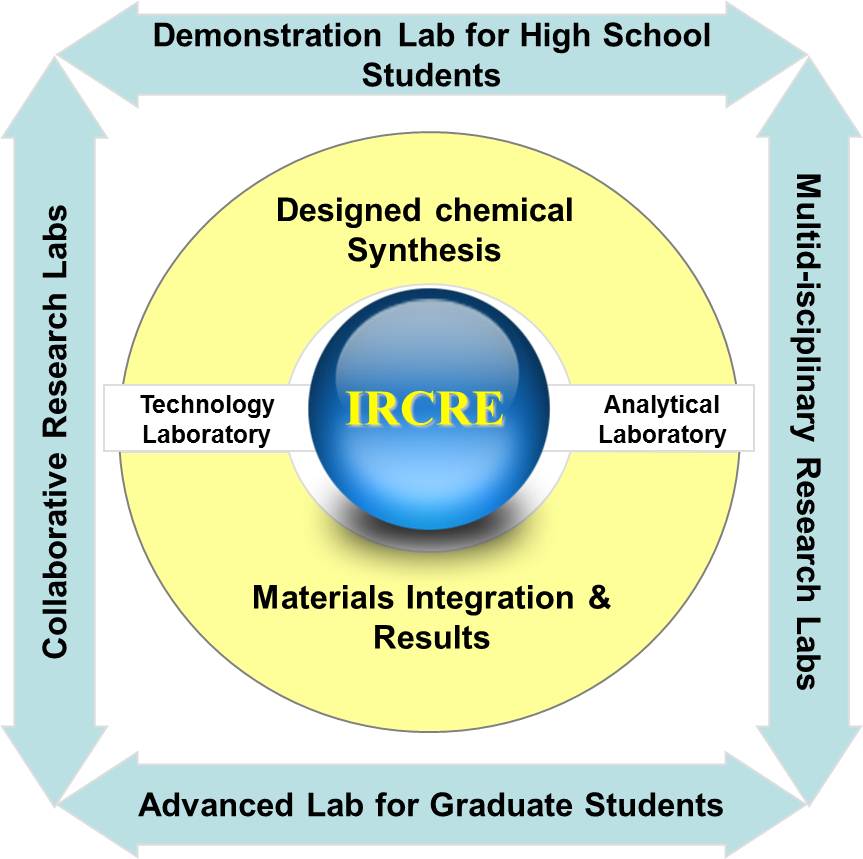 Demonstration Lab for High School
Students
Collaborative Research Labs
Multid-isciplinary Research Labs
Designed chemical
Synthesis
Technology
Laboratory
IRCRE
Analytical
Laboratory
Materials Integration &
Results
Advanced Lab for Graduate Students